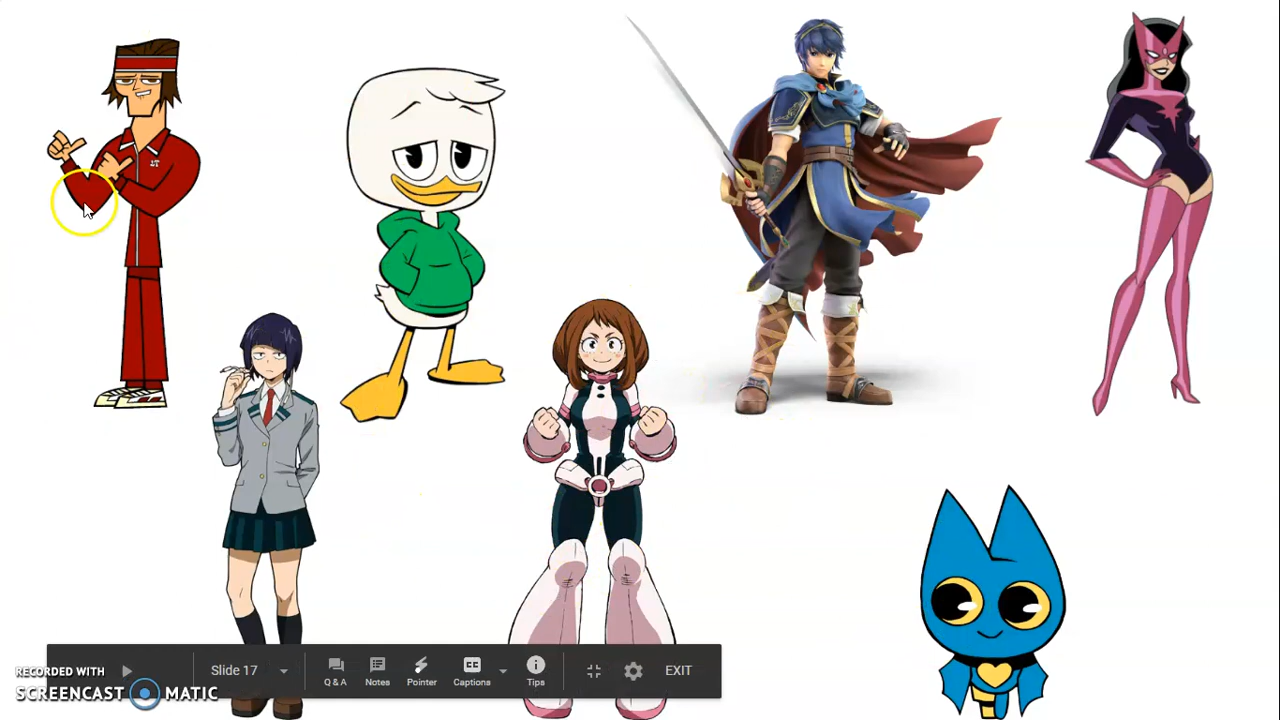 RECORDED WITH
SCREENCAST MATIC
Slide 17
Q & A
Notes
Pointer
Captions
Tips
EXIT